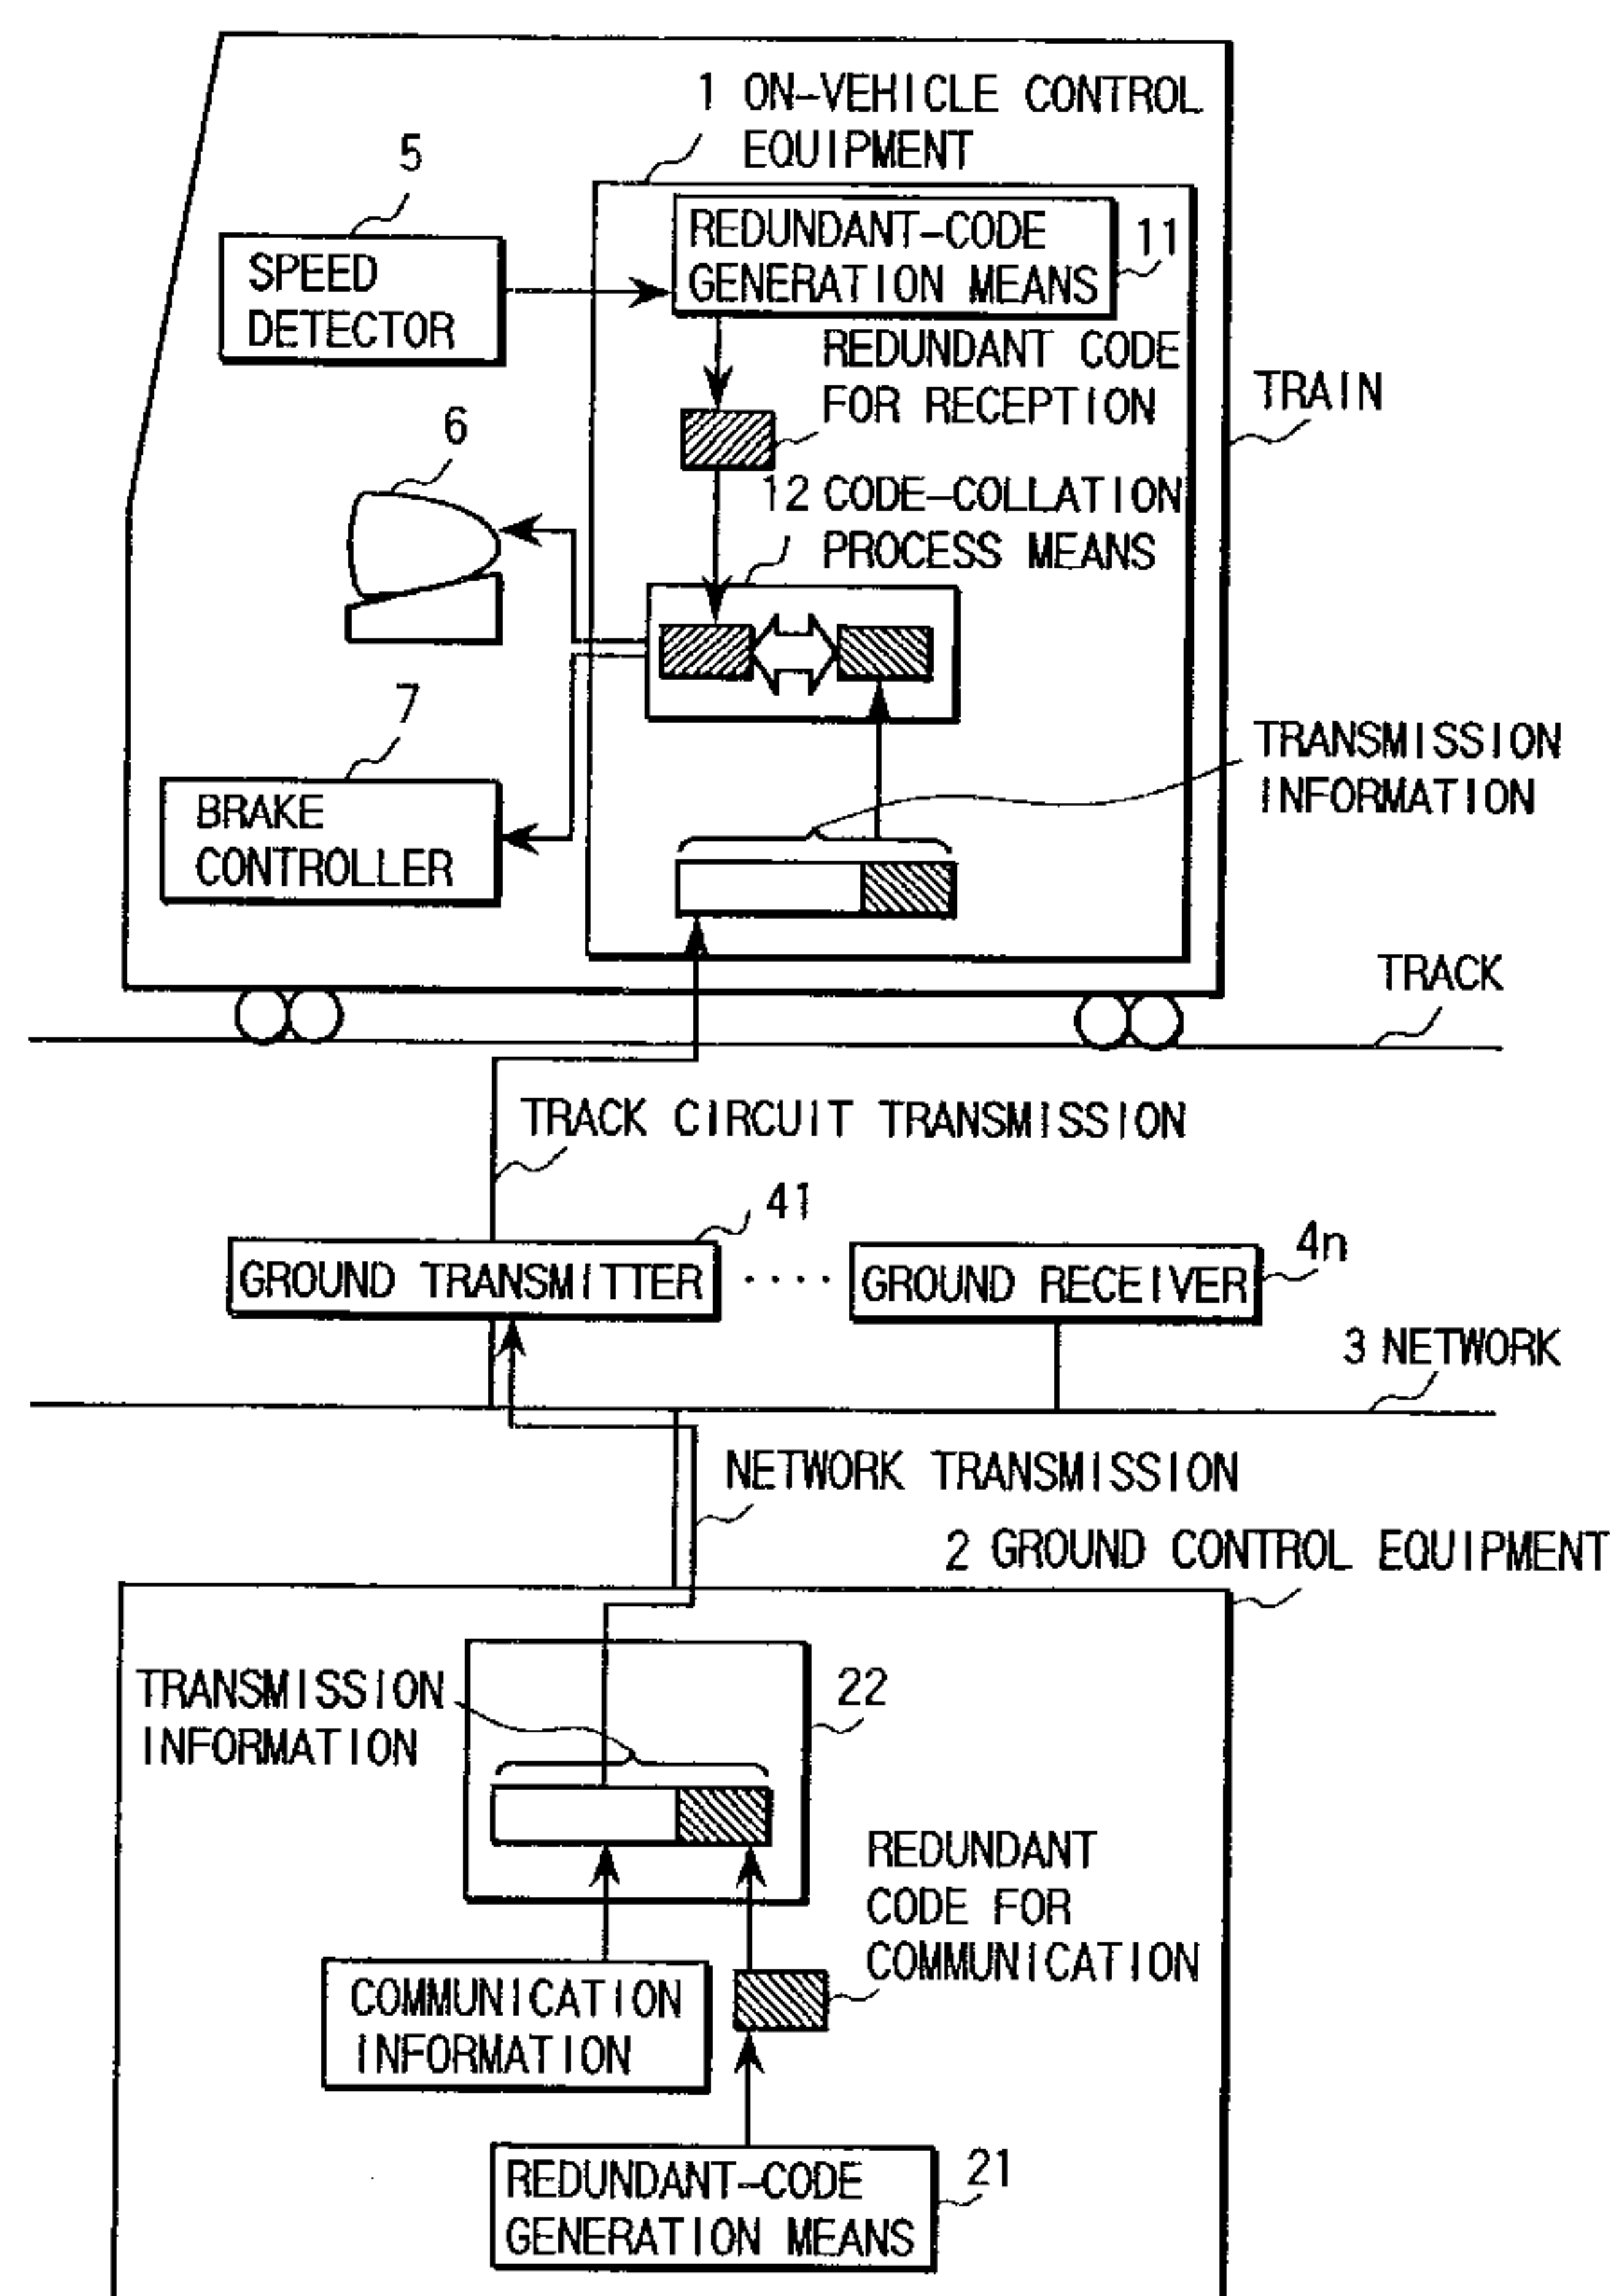 1 ON-VEHICLE CONTROL
EQUIPMENT
5
REDUNDANT-CODE
GENERATION MEANS
11
SPEED
DETECTOR
REDUNDANT CODE
FOR RECEPTION
TRAIN
6
12 CODE-COLLATION
PROCESS MEANS
7
TRANSMISSION
INFORMATION
BRAKE
CONTROLLER
TRACK
TRACK CIRCUIT TRANSMISSION
41
4n
GROUND TRANSMITTER
GROUND RECEIVER
3 NETWORK
NETWORK TRANSMISSION
2 GROUND CONTROL EQUIPMENT
TRANSMISSION
INFORMATION
22
REDUNDANT
CODE FOR
COMMUNICATION
COMMUNICATION
INFORMATION
21
REDUNDANT-CODE
GENERATION MEANS